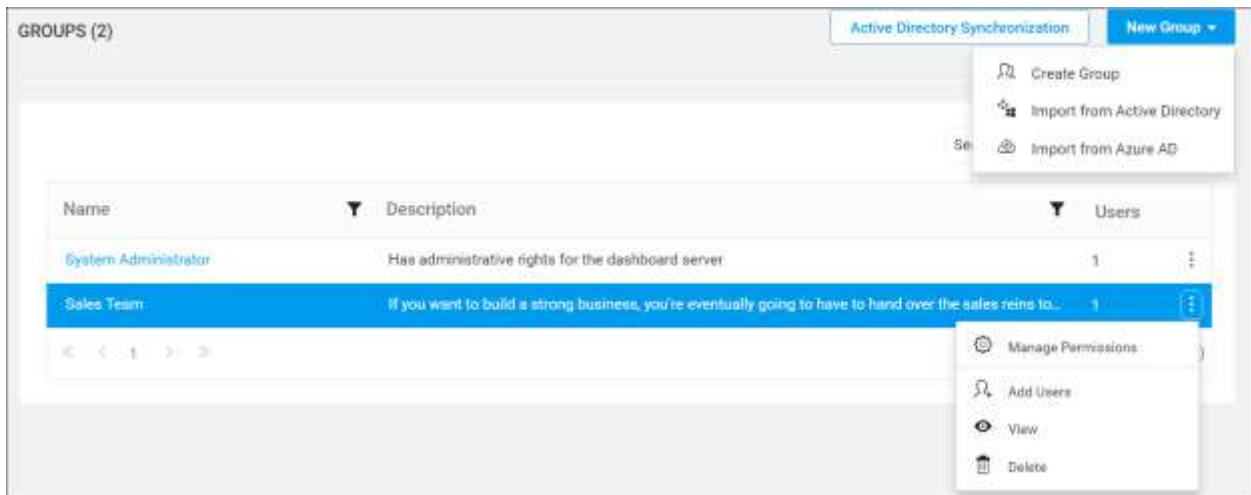 GROUPS (2)
Active Directory Synchronization
New Group
Create Group
Import from Active Directory
Import from Azure AD
Se
Name Description Users
System Administrator Has administrative rights for the dashboard server 1
Sales Team If you want to build a strong business, you're eventually going to have to hand over the sales reins to... 1
1 )
Manage Permissions
Add Users
View
Delete